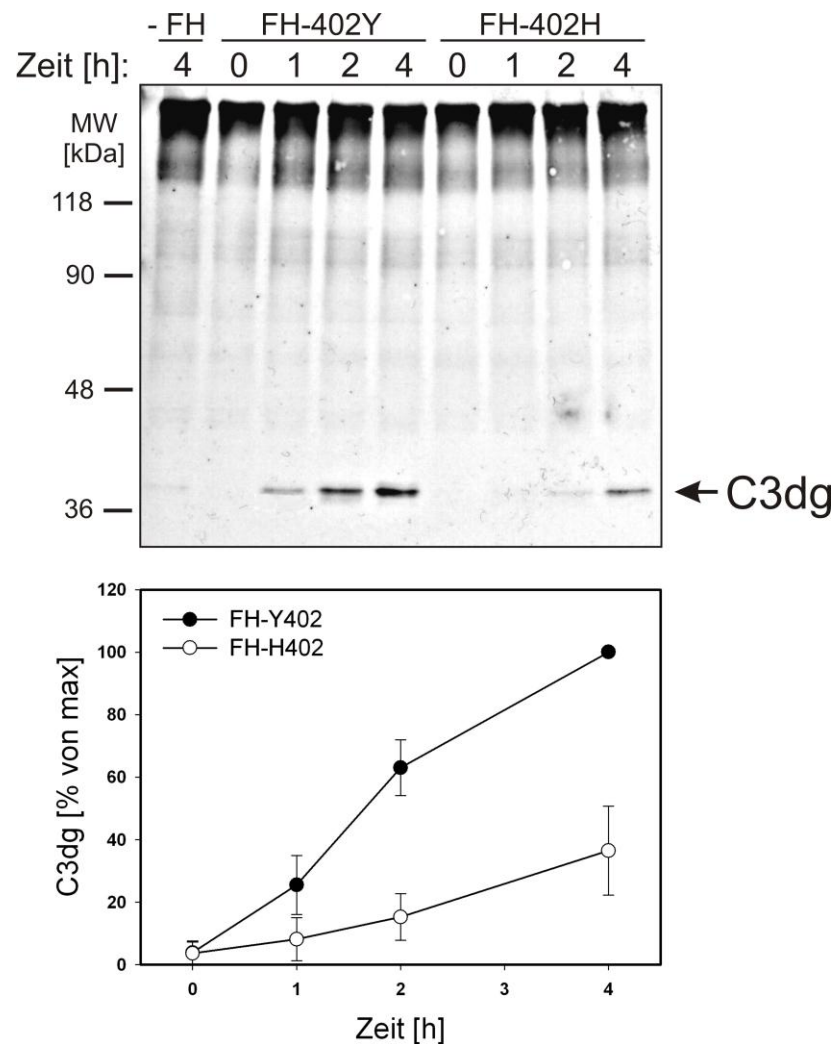 - FH FH-402Y FH-402H
Zeit [h]: 4 0 1 2 4 0 1 2 4
MW
[kDa]
118
90
48
36
C3dg
120
100
80
60
40
20
0
C3dg [% von max]
FH-Y402
FH-H402
0 1 2 3 4
Zeit [h]